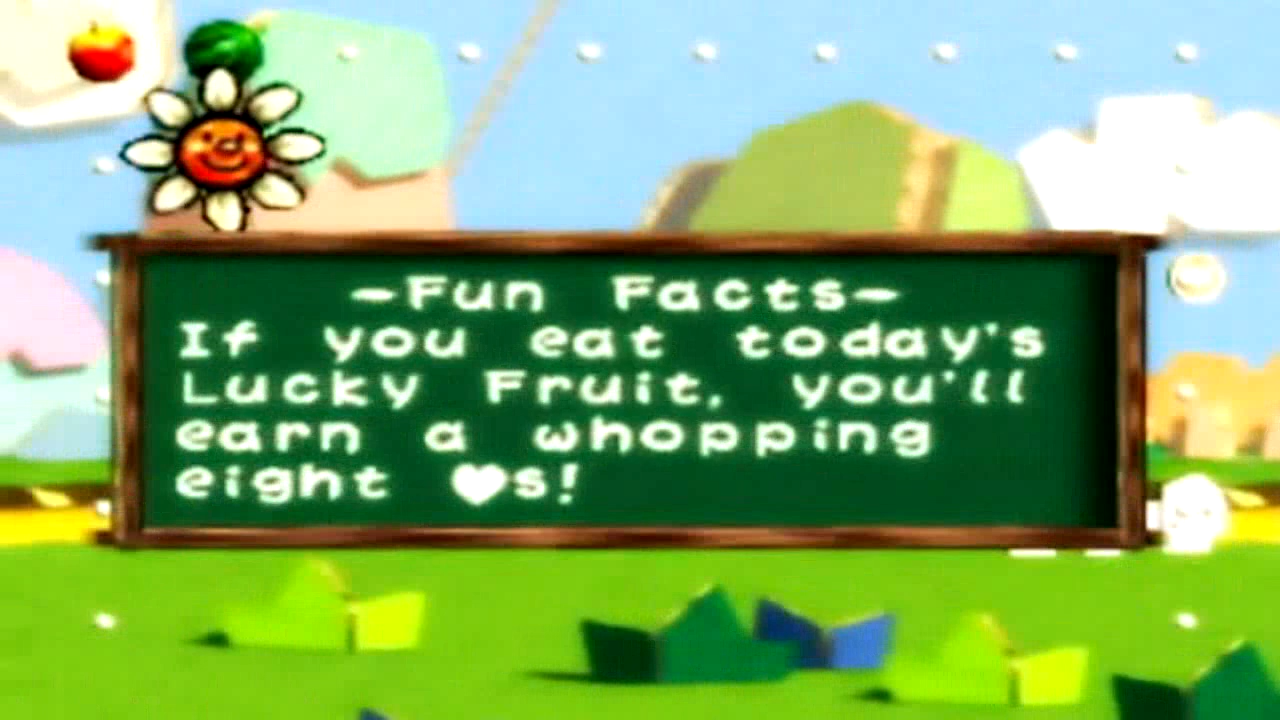 -Fun Facts-
If you eat today's
Lucky Fruit, you'll
earn a whopping
eight ♥s!